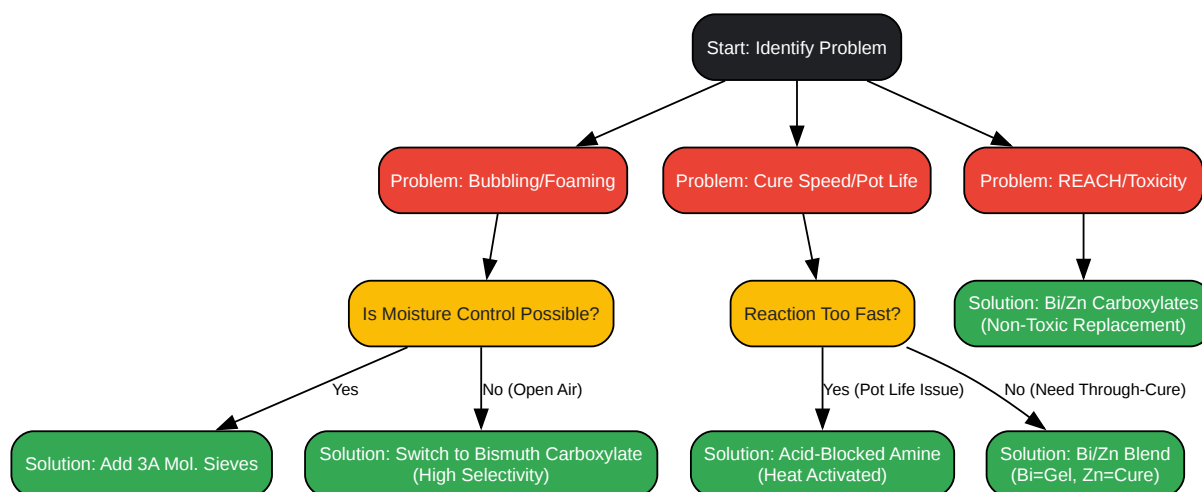 Start: Identify Problem
Problem: Bubbling/Foaming
Problem: Cure Speed/Pot Life
Problem: REACH/Toxicity
Is Moisture Control Possible?
Reaction Too Fast?
Solution: Bi/Zn Carboxylates
(Non-Toxic Replacement)
Yes
No (Open Air)
Yes (Pot Life Issue)
No (Need Through-Cure)
Solution: Add 3A Mol. Sieves
Solution: Switch to Bismuth Carboxylate
(High Selectivity)
Solution: Acid-Blocked Amine
(Heat Activated)
Solution: Bi/Zn Blend
(Bi=Gel, Zn=Cure)